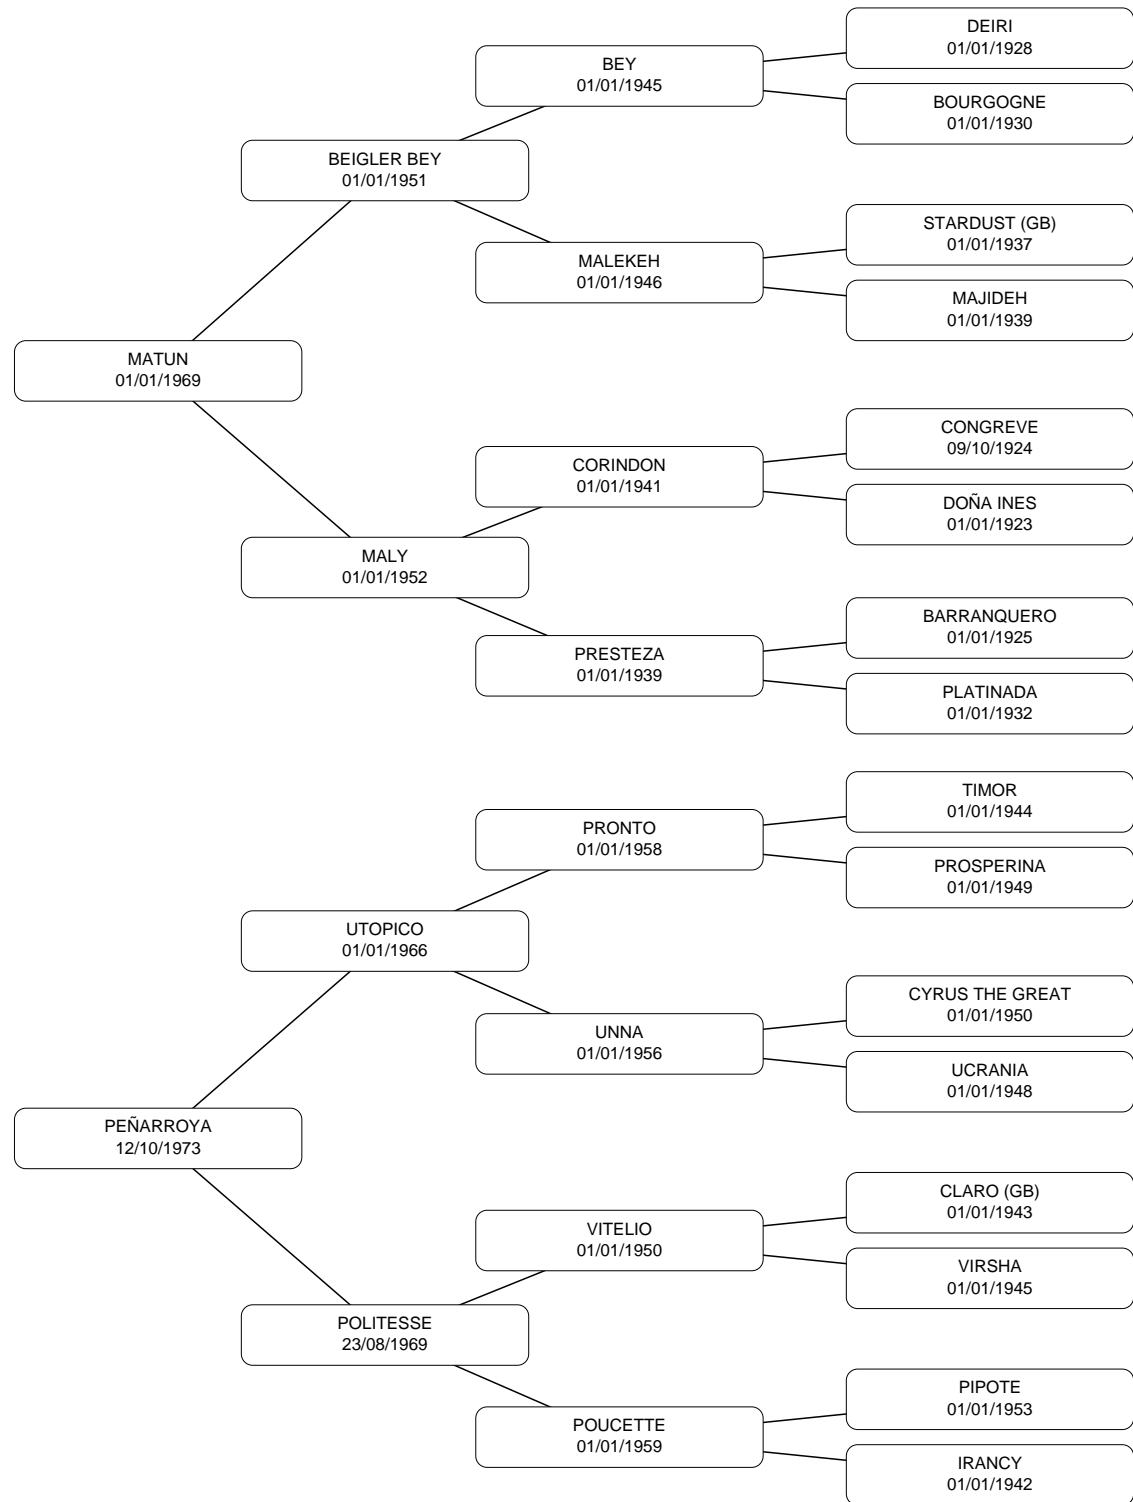 DEIRI
01/01/1928
BEY
01/01/1945
BOURGOGNE
01/01/1930
BEIGLER BEY
01/01/1951
STARDUST (GB)
01/01/1937
MALEKEH
01/01/1946
MAJIDEH
01/01/1939
MATUN
01/01/1969
CONGREVE
09/10/1924
CORINDON
01/01/1941
DOÑA INES
01/01/1923
MALY
01/01/1952
BARRANQUERO
01/01/1925
PRESTEZA
01/01/1939
PLATINADA
01/01/1932
TIMOR
01/01/1944
PRONTO
01/01/1958
PROSPERINA
01/01/1949
UTOPICO
01/01/1966
CYRUS THE GREAT
01/01/1950
UNNA
01/01/1956
UCRANIA
01/01/1948
PEÑARROYA
12/10/1973
CLARO (GB)
01/01/1943
VITELIO
01/01/1950
VIRSHA
01/01/1945
POLITESSE
23/08/1969
PIPOTE
01/01/1953
POUCETTE
01/01/1959
IRANCY
01/01/1942